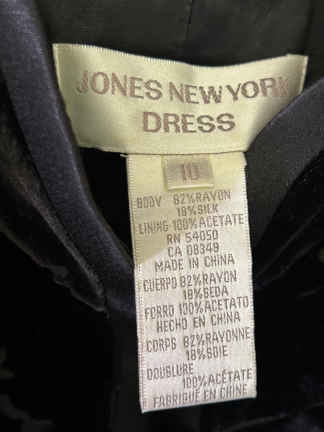 JONES NEW YORK
DRESS
10
BODY 82%RAYON
18%SILK
LINING 100%ACETATE
RN 54050
CA 08349
MADE IN CHINA
CUERPO 82%RAYON
18%SEDA
FORRO 100%ACETATO
HECHO EN CHINA
CORPS 82%RAYONNE
18%SOIE
DOUBLURE
100%ACÉTATE
FABRIQUÉ EN CHINE